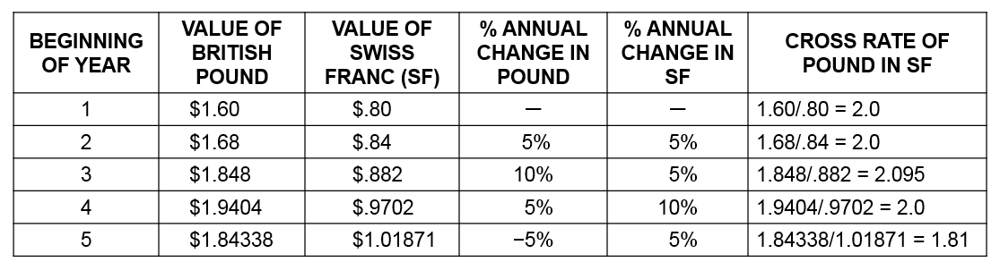 BEGINNING
OF YEAR
VALUE OF
BRITISH
POUND
VALUE OF
SWISS
FRANC (SF)
% ANNUAL
CHANGE IN
POUND
% ANNUAL
CHANGE IN
SF
CROSS RATE OF
POUND IN SF
1 $1.60 $.80 — — 1.60/.80 = 2.0
2 $1.68 $.84 5% 5% 1.68/.84 = 2.0
3 $1.848 $.882 10% 5% 1.848/.882 = 2.095
4 $1.9404 $.9702 5% 10% 1.9404/.9702 = 2.0
5 $1.84338 $1.01871 −5% 5% 1.84338/1.01871 = 1.81